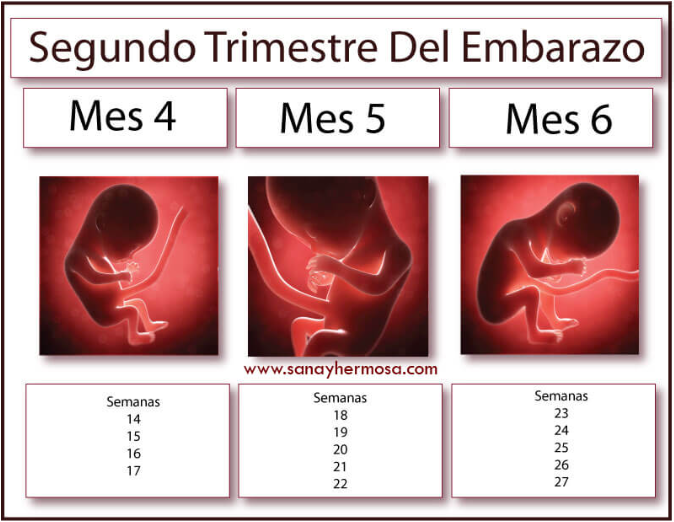 Segundo Trimestre Del Embarazo
Mes 4
Mes 5
Mes 6
www.sanayhermosa.com
Semanas
14
15
16
17
Semanas
18
19
20
21
22
Semanas
23
24
25
26
27